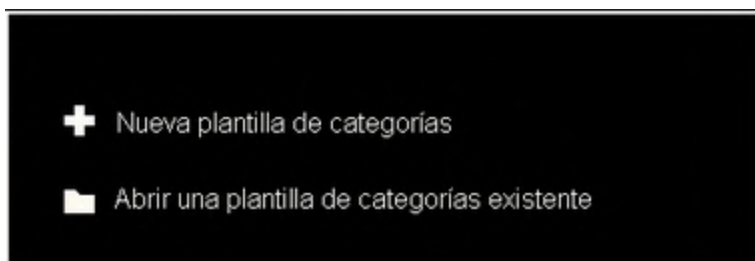 Nueva plantilla de categorías
Abrir una plantilla de categorías existente